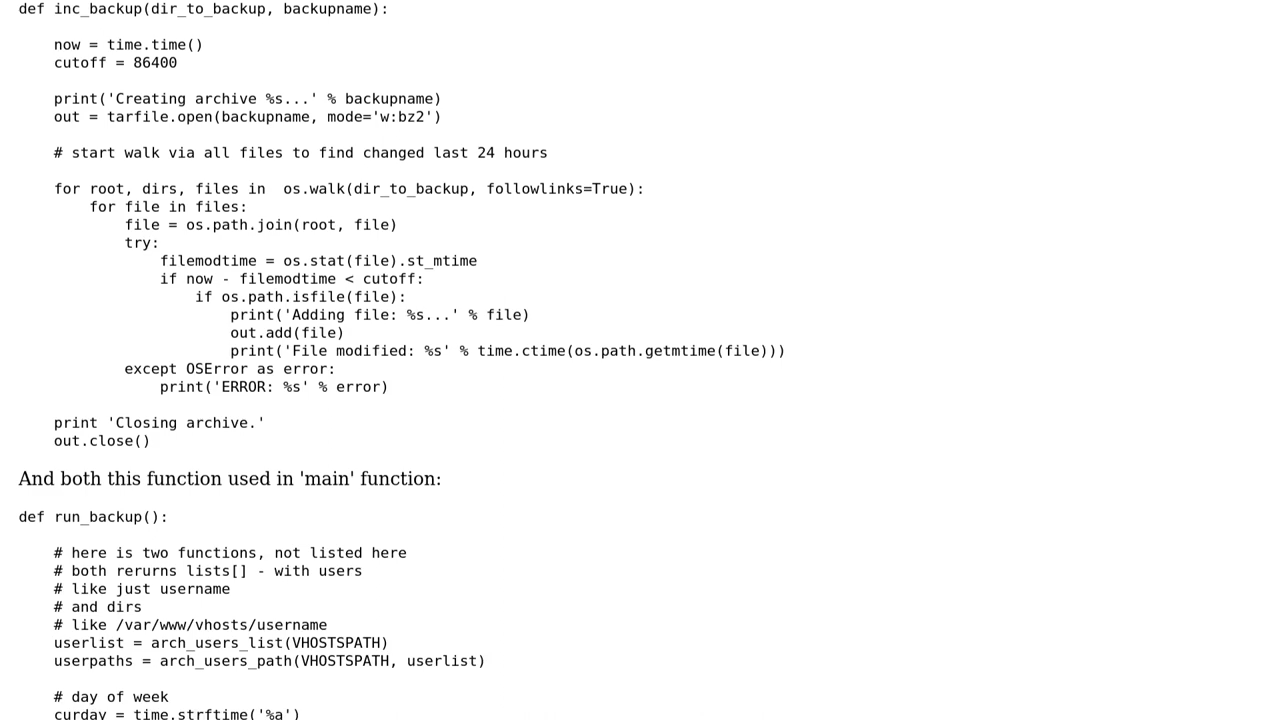 def inc_backup(dir_to_backup, backupname):
    now = time.time()
    cutoff = 86400
    print('Creating archive %s...' % backupname)
    out = tarfile.open(backupname, mode='w:bz2')
    # start walk via all files to find changed last 24 hours
    for root, dirs, files in  os.walk(dir_to_backup, followlinks=True):
        for file in files:
            file = os.path.join(root, file)
            try:
                filemodtime = os.stat(file).st_mtime
                if now - filemodtime < cutoff:
                    if os.path.isfile(file):
                        print('Adding file: %s...' % file)
                        out.add(file)
                        print('File modified: %s' % time.ctime(os.path.getmtime(file)))
            except OSError as error:
                print('ERROR: %s' % error)
    print 'Closing archive.'
    out.close()
And both this function used in 'main' function:
def run_backup():
    # here is two functions, not listed here
    # both rerurns lists[] - with users
    # like just username
    # and dirs
    # like /var/www/vhosts/username
    userlist = arch_users_list(VHOSTSPATH)
    userpaths = arch_users_path(VHOSTSPATH, userlist)
    # day of week
    curday = time.strftime('%a')